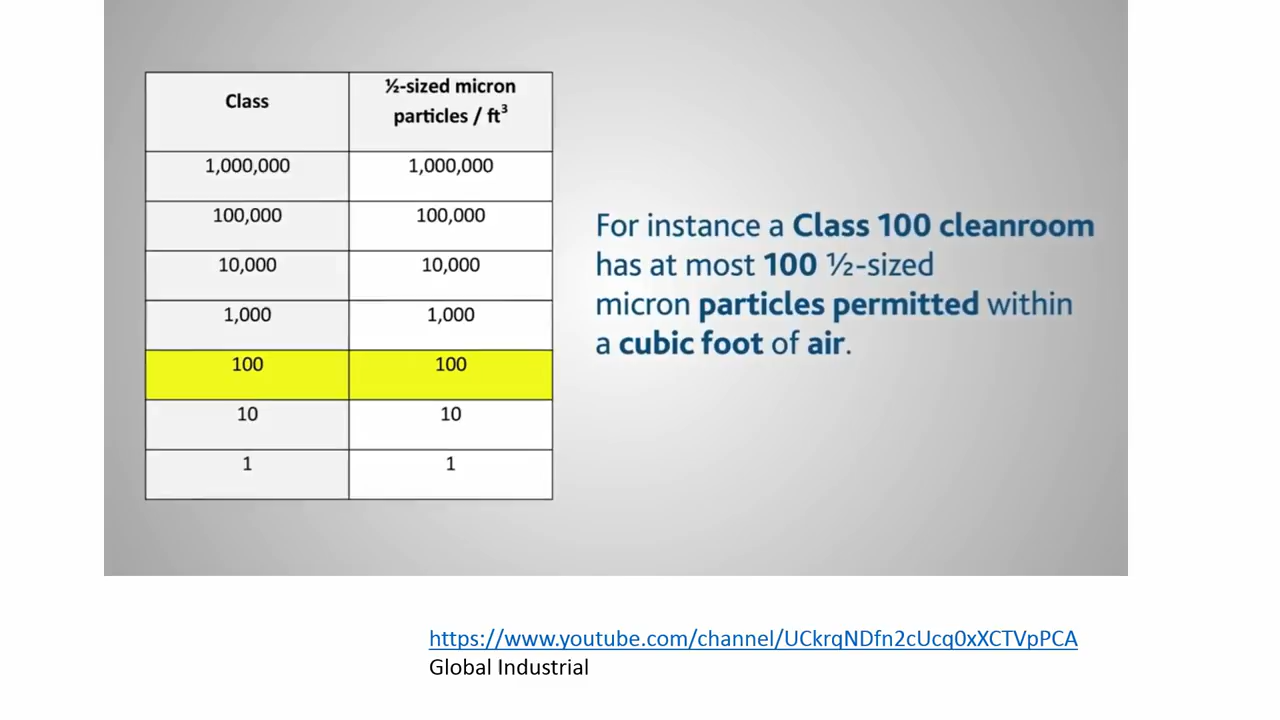 Class
½-sized micron
particles / ft³
1,000,000 1,000,000
100,000 100,000
10,000 10,000
1,000 1,000
100 100
10 10
1 1
For instance a Class 100 cleanroom
has at most 100 ½-sized
micron particles permitted within
a cubic foot of air.
https://www.youtube.com/channel/UCkrqNDfn2cUcq0xXCTVpPCA
Global Industrial